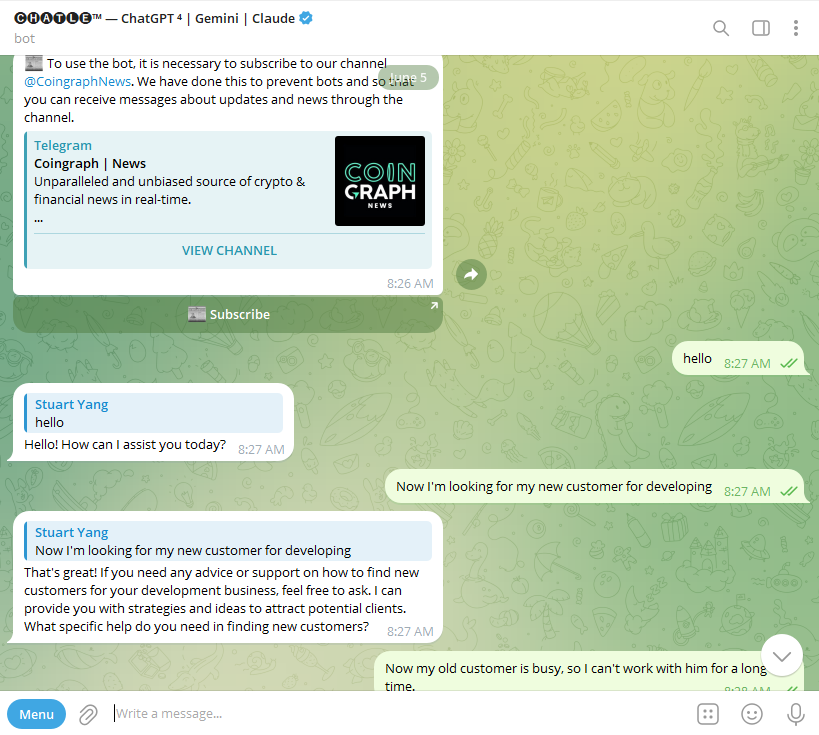 🅒🅗🅐🅣🅛🅔™ — ChatGPT ⁴ | Gemini | Claude
bot
To use the bot, it is necessary to subscribe to our channel
June 5
@CoingraphNews. We have done this to prevent bots and so that
you can receive messages about updates and news through the
channel.
Telegram
Coingraph | News
Unparalleled and unbiased source of crypto &
financial news in real-time.
...
COIN
GRAPH
NEWS
VIEW CHANNEL
8:26 AM
Subscribe
hello 8:27 AM
Stuart Yang
hello
Hello! How can I assist you today? 8:27 AM
Now I'm looking for my new customer for developing 8:27 AM
Stuart Yang
Now I'm looking for my new customer for developing
That's great! If you need any advice or support on how to find new
customers for your development business, feel free to ask. I can
provide you with strategies and ideas to attract potential clients.
What specific help do you need in finding new customers? 8:27 AM
Now my old customer is busy, so I can't work with him for a long
time. 8:28 AM
Menu
Write a message...